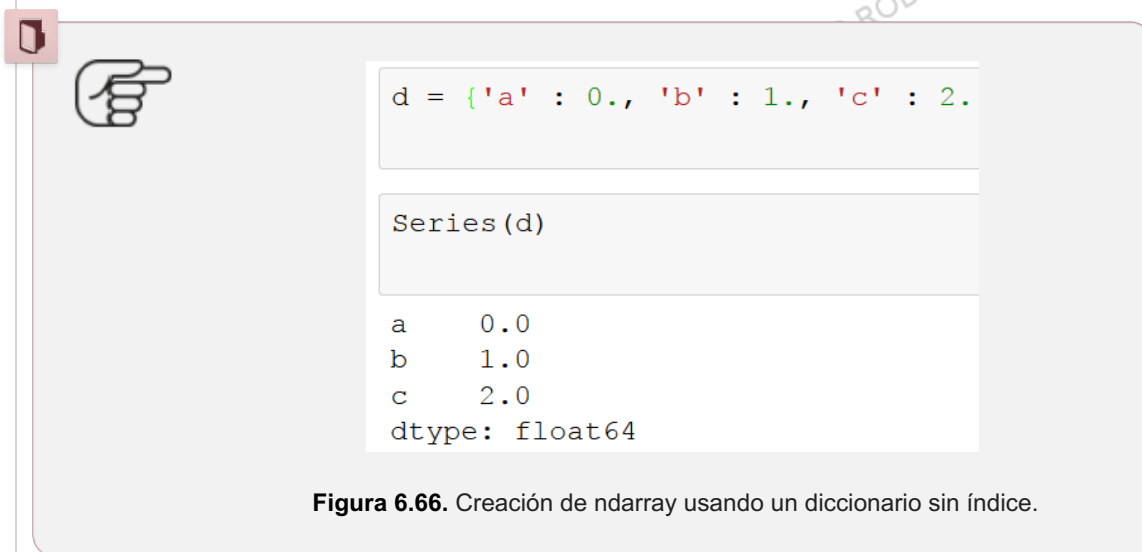 d = {'a' : 0., 'b' : 1., 'c' : 2.
Series(d)
a 0.0
b 1.0
c 2.0
dtype: float64
Figura 6.66. Creación de ndarray usando un diccionario sin índice.